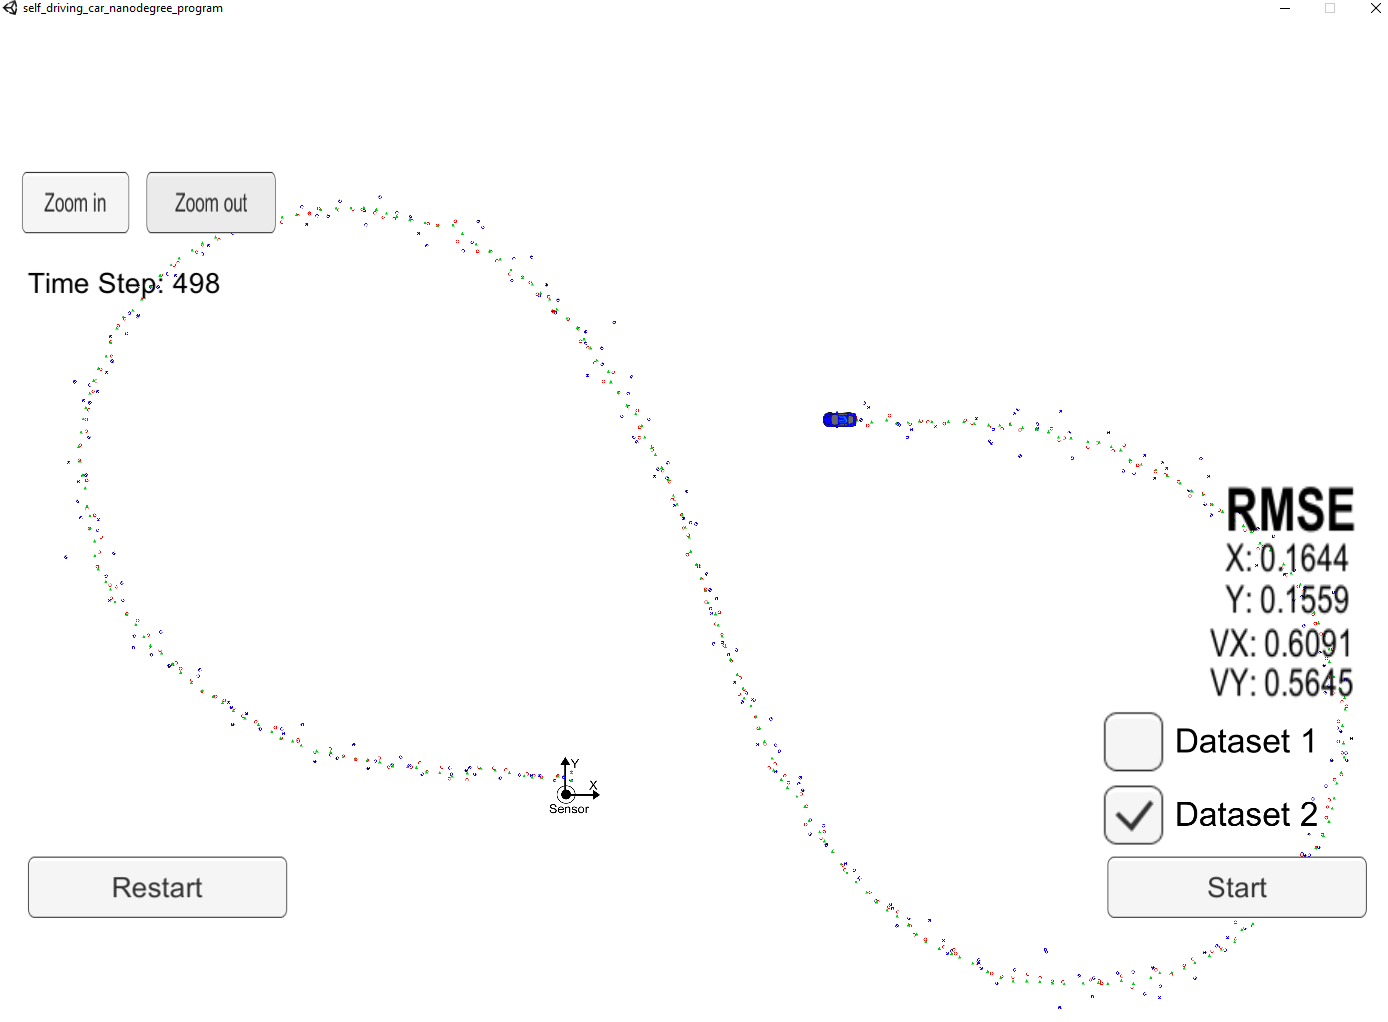 self_driving_car_nanodegree_program
Zoom in
Zoom out
Time Step: 498
RMSE
X: 0.1644
Y: 0.1559
VX: 0.6091
VY: 0.5645
Dataset 1
Y
X
Sensor
Dataset 2
Restart
Start